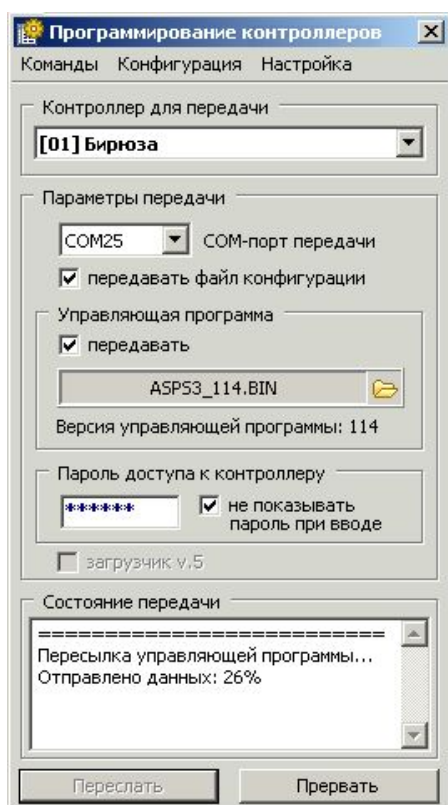 Программирование контроллеров
Команды Конфигурация Настройка
Контроллер для передачи
[01] Бирюза
Параметры передачи
COM25 COM-порт передачи
передавать файл конфигурации
Управляющая программа
передавать
ASPS3_114.BIN
Версия управляющей программы: 114
Пароль доступа к контроллеру
****** не показывать
пароль при вводе
загрузчик v.5
Состояние передачи
==========================
Пересылка управляющей программы...
Отправлено данных: 26%
Переслать Прервать